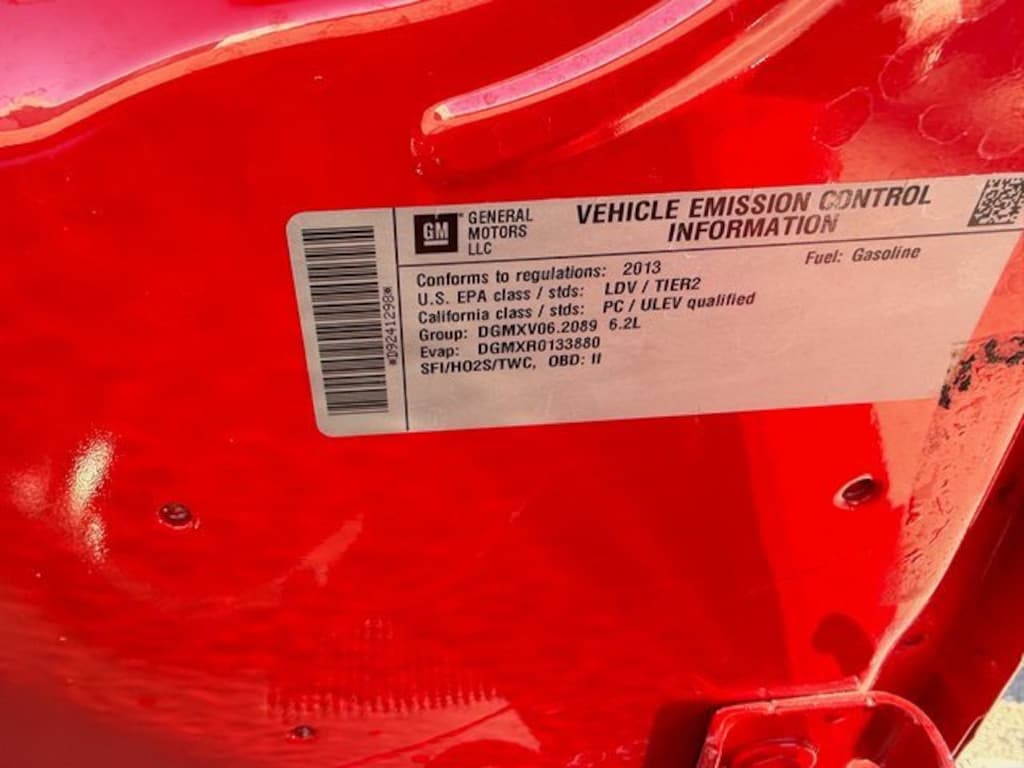 GM
GENERAL
MOTORS
LLC
VEHICLE EMISSION CONTROL
INFORMATION
Fuel: Gasoline
Conforms to regulations: 2013
U.S. EPA class / stds: LDV / TIER2
California class / stds: PC / ULEV qualified
Group: DGMXV06.2089 6.2L
Evap: DGMXR0133880
SFI/HO2S/TWC, OBD: II
*D9241298*